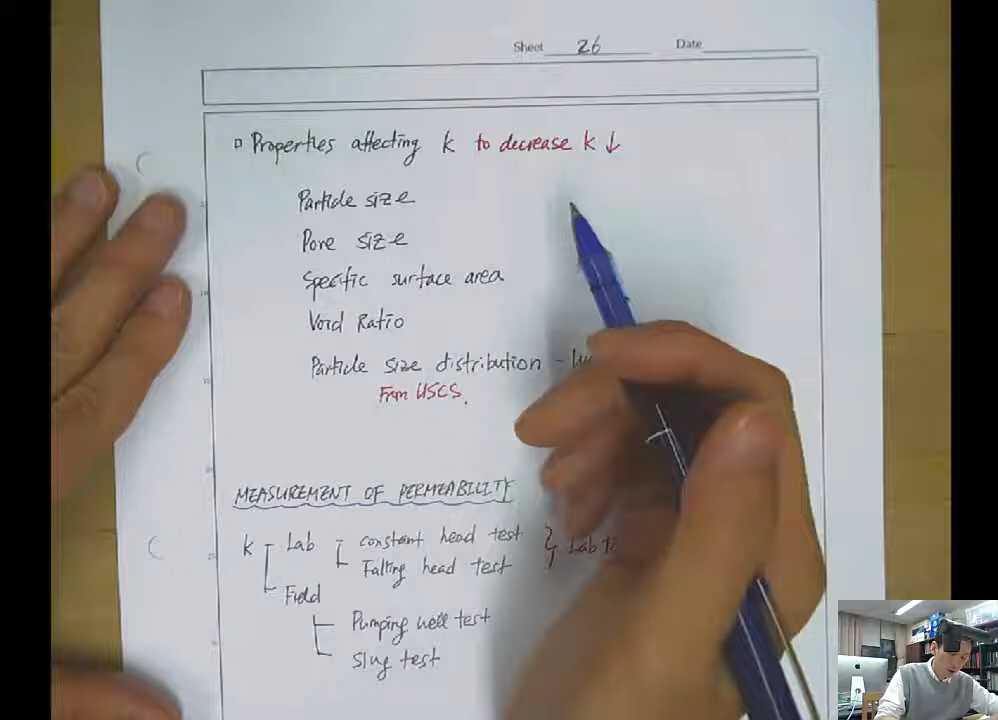 Sheet 26 Date
▫ Properties affecting k to decrease k ↓
Particle size
Pore size
Specific surface area
Void Ratio
Particle size distribution -
From USCS.
MEASUREMENT OF PERMEABILITY
k Lab constant head test Lab
Falling head test
Field
Pumping well test
Slug test